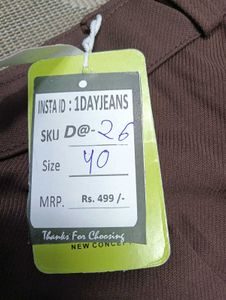 INSTA ID : 1DAYJEANS
SKU D@-26
Size 40
MRP. Rs. 499 /-
Thanks For Choosing
NEW CONCEPT